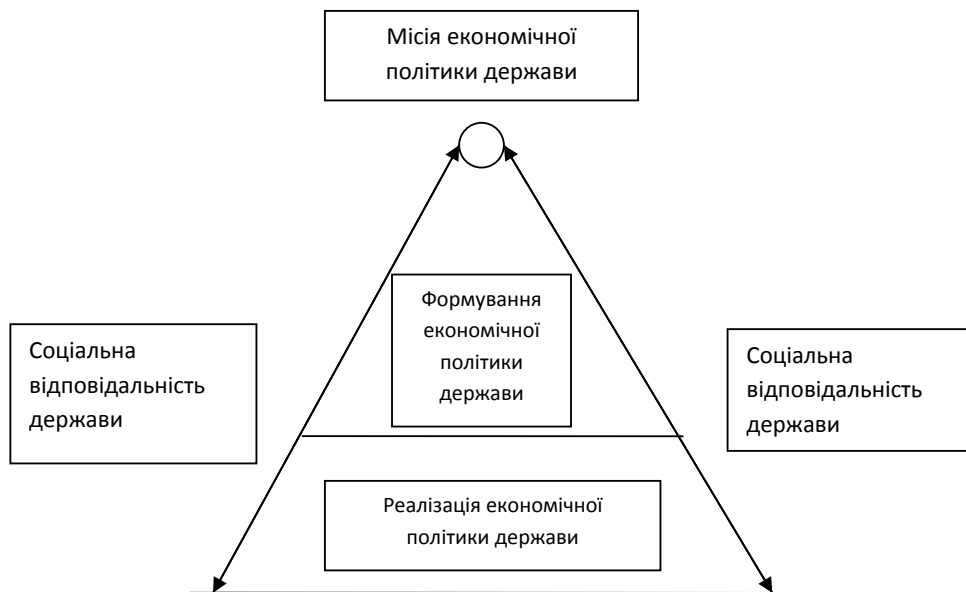 Місія економічної
політики держави
Формування
економічної
політики
держави
Соціальна
відповідальність
держави
Соціальна
відповідальність
держави
Реалізація економічної
політики держави